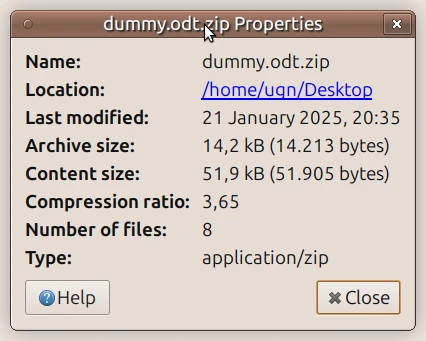 dummy.odt.zip Properties
Name: dummy.odt.zip
Location: /home/ugn/Desktop
Last modified: 21 January 2025, 20:35
Archive size: 14,2 kB (14.213 bytes)
Content size: 51,9 kB (51.905 bytes)
Compression ratio: 3,65
Number of files: 8
Type: application/zip
Help Close